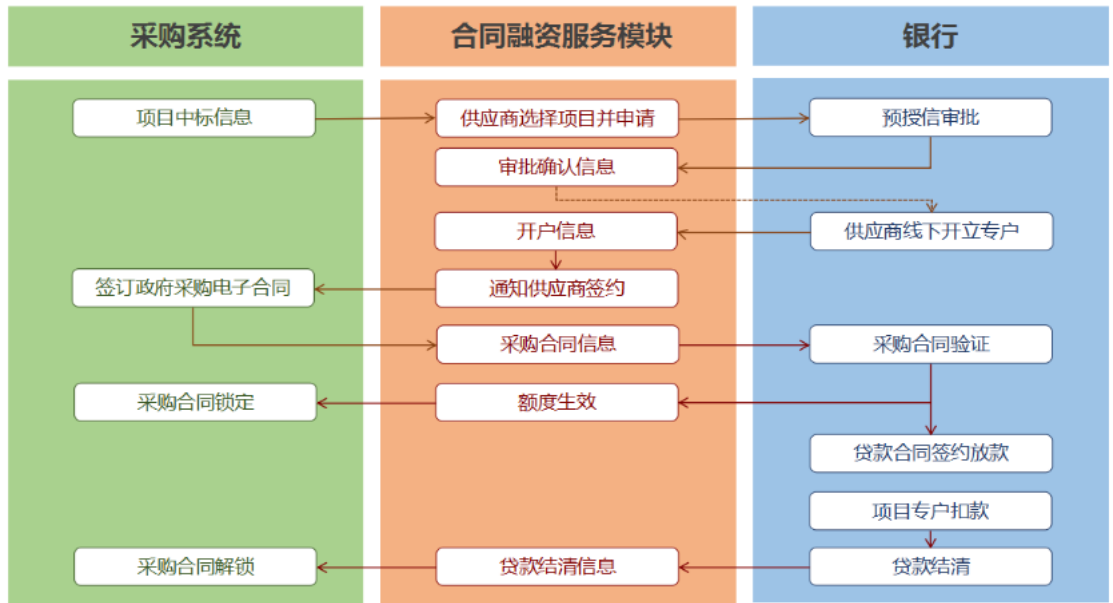 采购系统
合同融资服务模块
银行
项目中标信息
供应商选择项目并申请
预授信审批
审批确认信息
开户信息
供应商线下开立专户
签订政府采购电子合同
通知供应商签约
采购合同信息
采购合同验证
采购合同锁定
额度生效
贷款合同签约放款
项目专户扣款
采购合同解锁
贷款结清信息
贷款结清